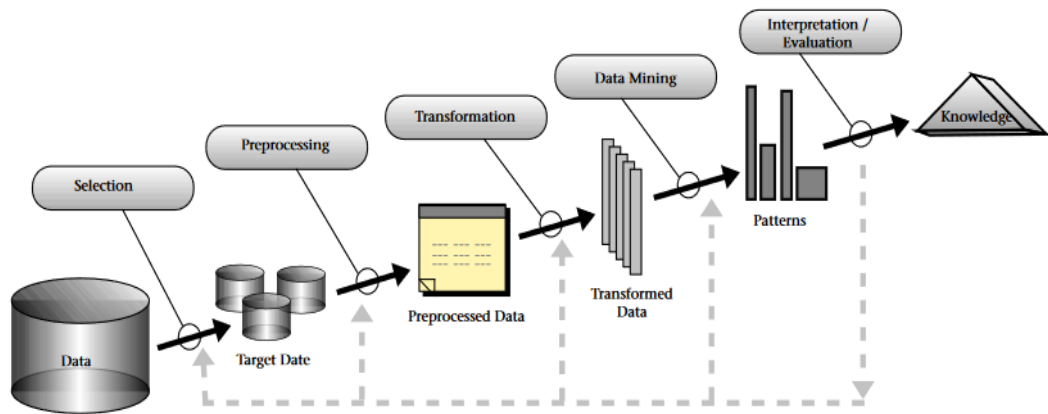 Interpretation /
Evaluation
Data Mining
Transformation
Preprocessing
Selection
Data
Target Date
Preprocessed Data
Transformed
Data
Patterns
Knowledge